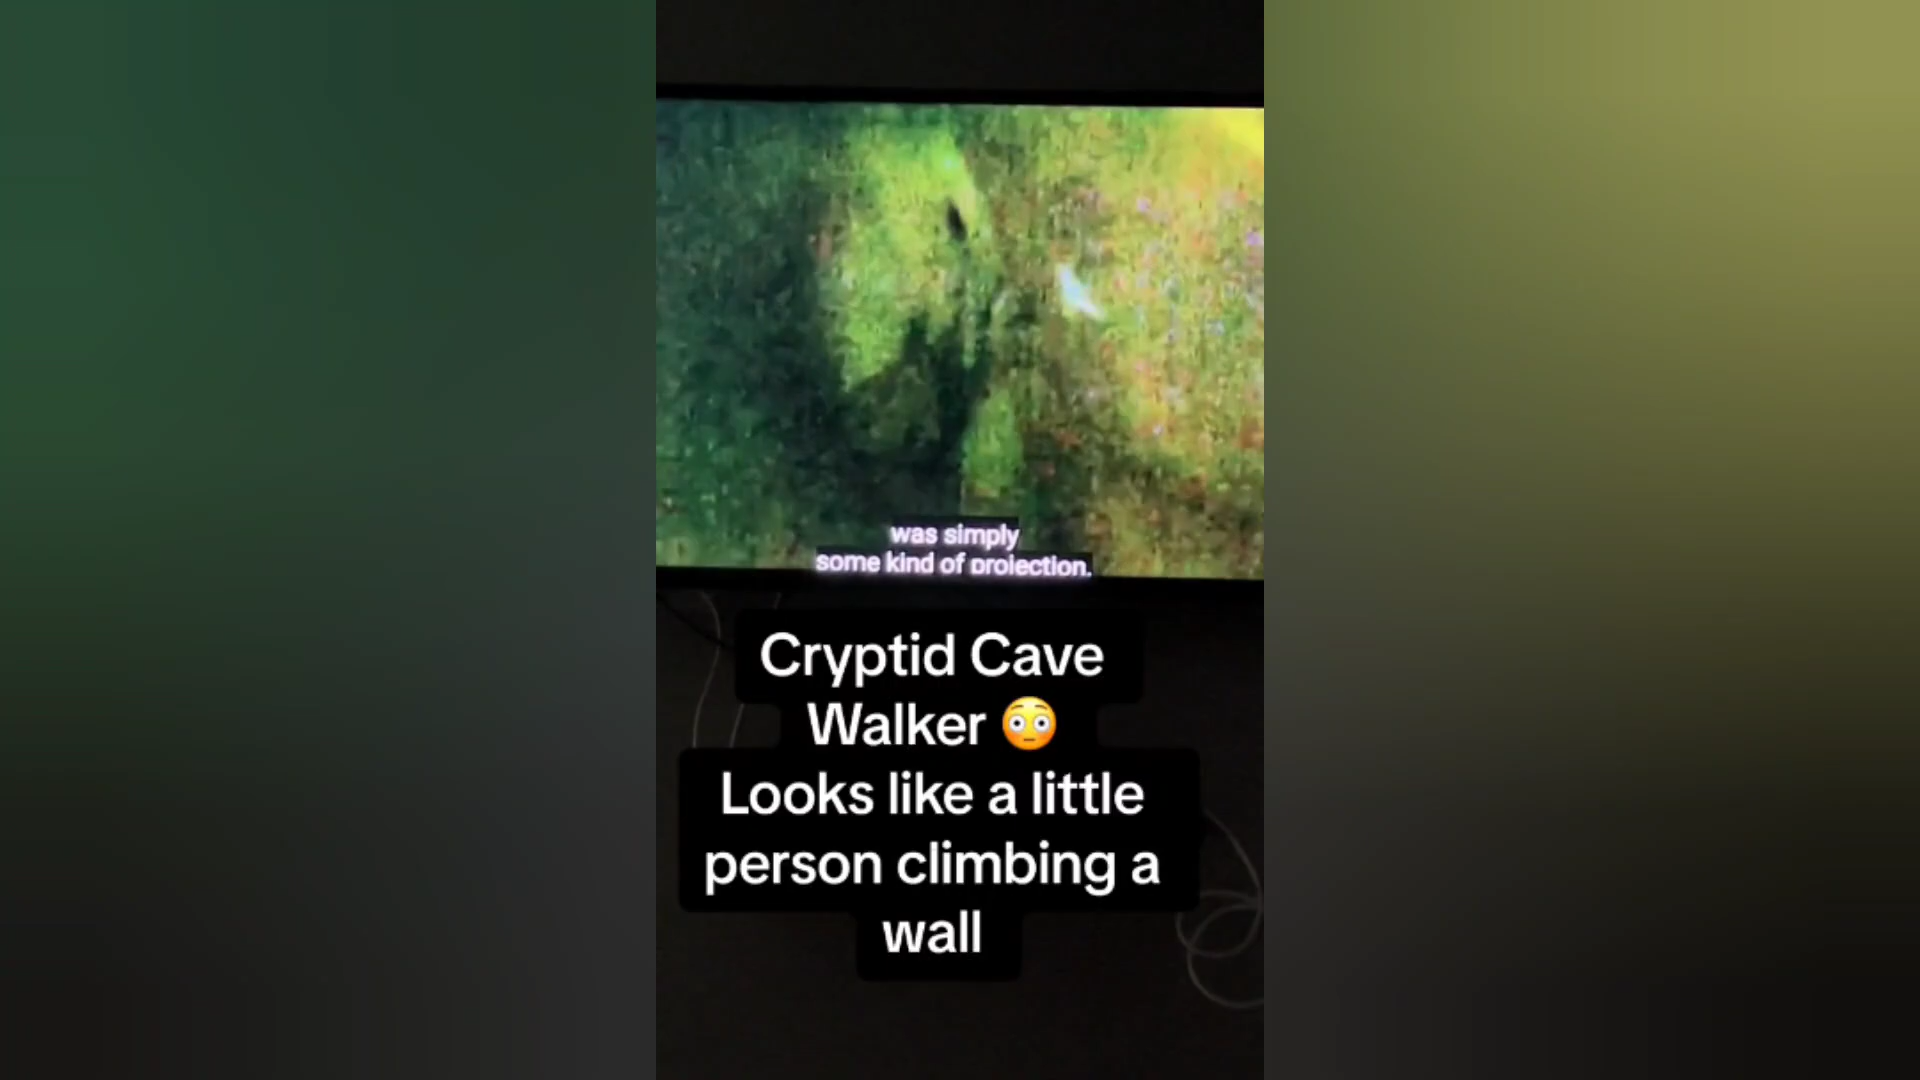 was simply
some kind of projection.
Cryptid Cave
Walker 😳
Looks like a little
person climbing a
wall